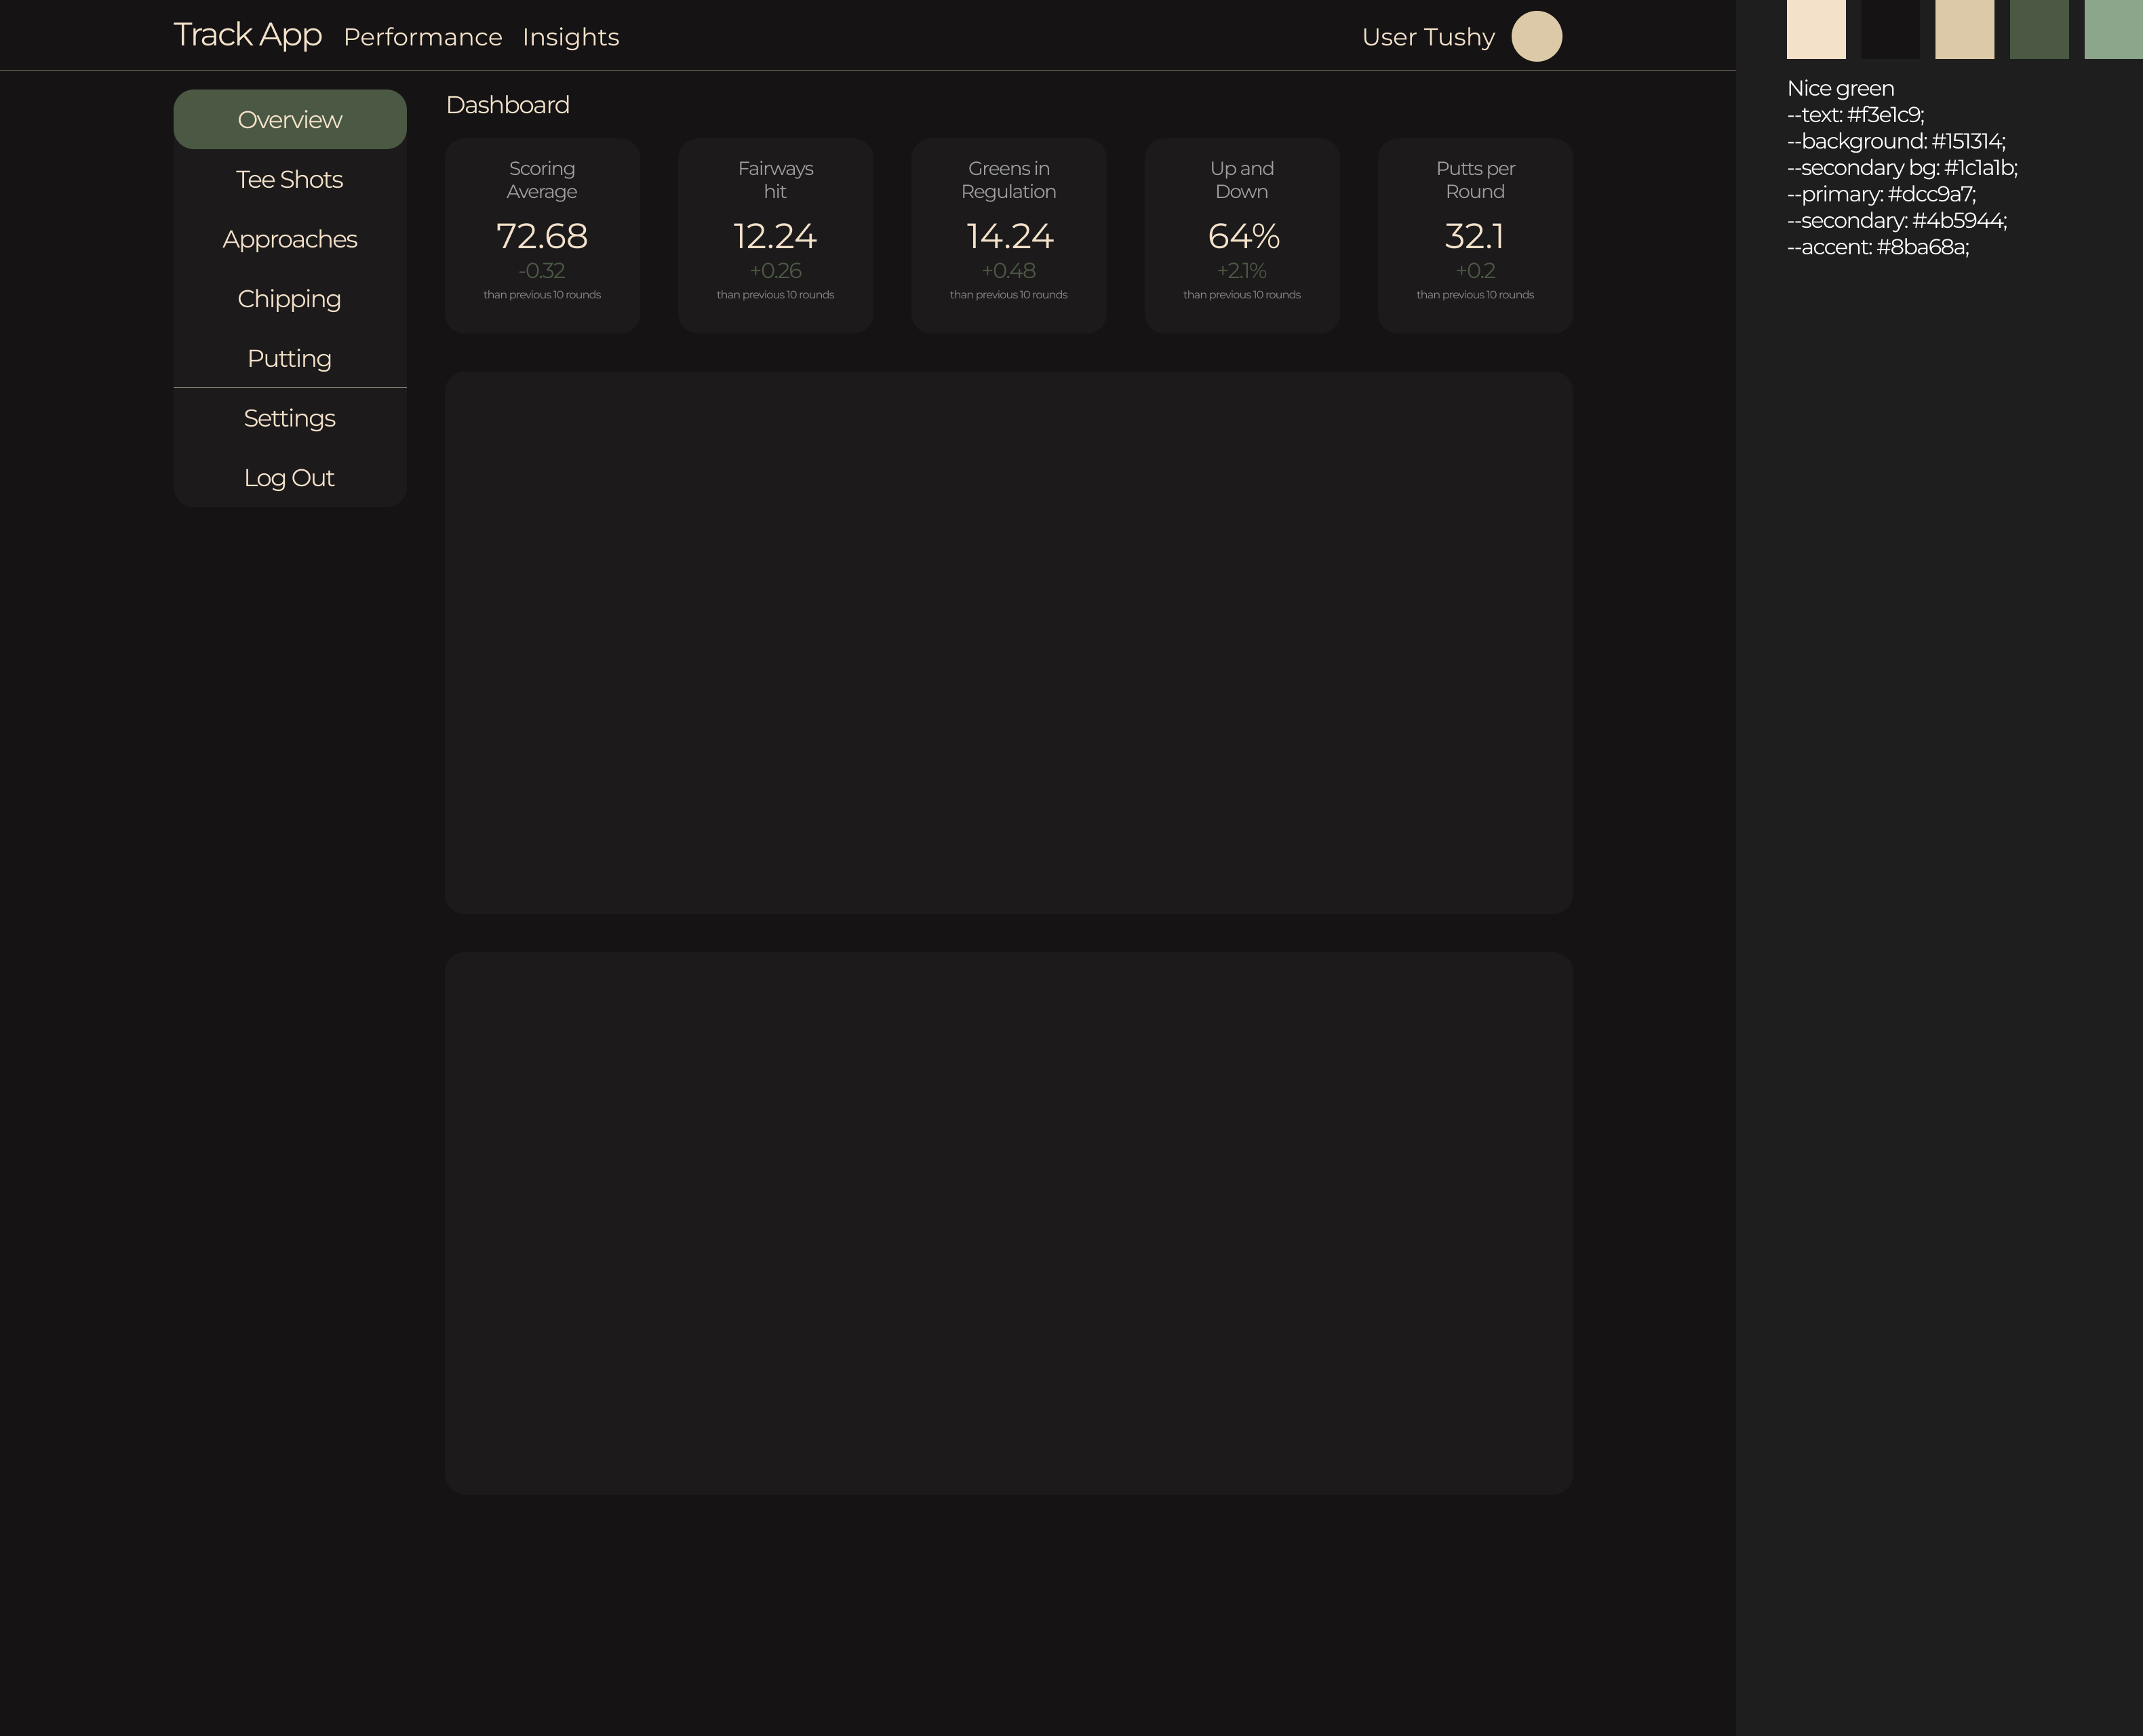 Track App Performance Insights User Tushy
Overview
Tee Shots
Approaches
Chipping
Putting
Settings
Log Out
Dashboard
Scoring
Average
72.68
-0.32
than previous 10 rounds
Fairways
hit
12.24
+0.26
than previous 10 rounds
Greens in
Regulation
14.24
+0.48
than previous 10 rounds
Up and
Down
64%
+2.1%
than previous 10 rounds
Putts per
Round
32.1
+0.2
than previous 10 rounds
Nice green
--text: #f3e1c9;
--background: #151314;
--secondary bg: #1c1a1b;
--primary: #dcc9a7;
--secondary: #4b5944;
--accent: #8ba68a;